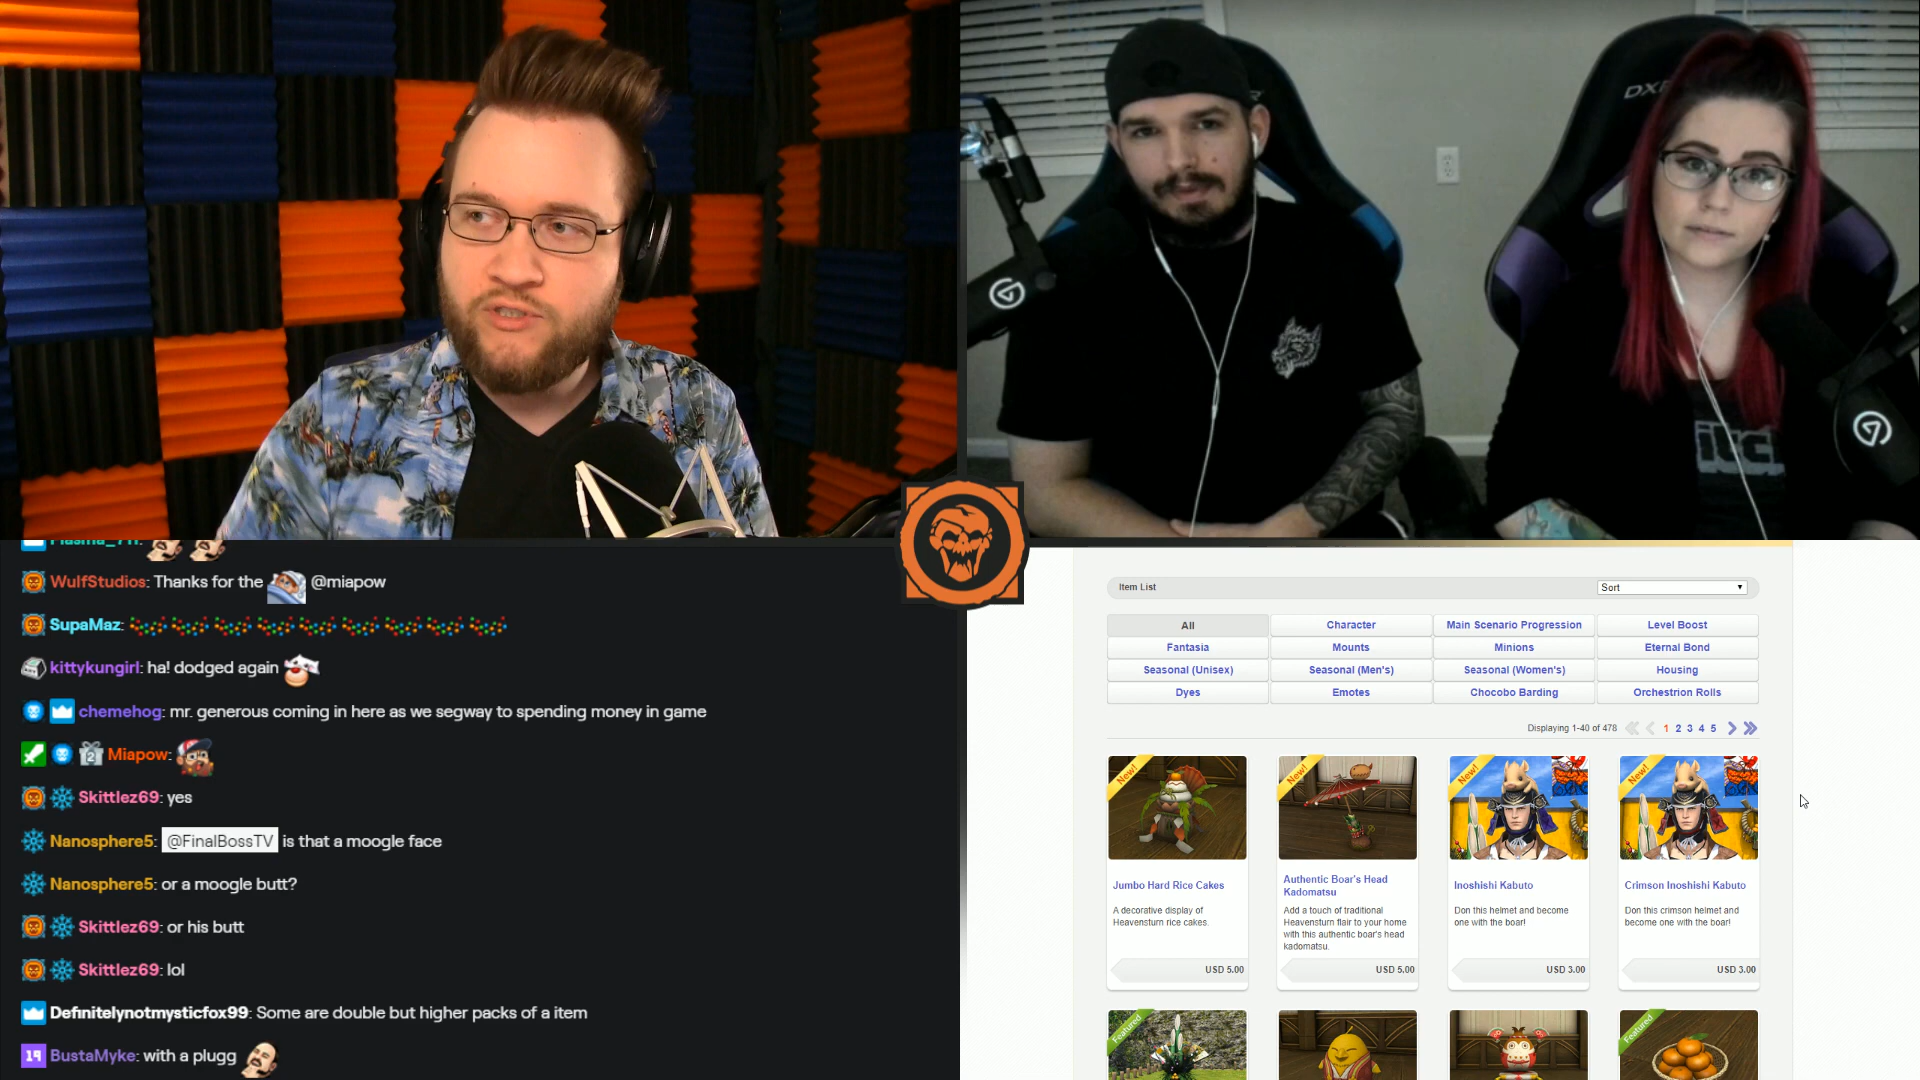 DXR
itc
Plasma_711:
WulfStudios: Thanks for the @miapow
SupaMaz:
kittykungirl: ha! dodged again
chemehog: mr. generous coming in here as we segway to spending money in game
2 Miapow:
Skittlez69: yes
Nanosphere5: @FinalBossTV is that a moogle face
Nanosphere5: or a moogle butt?
Skittlez69: or his butt
Skittlez69: lol
Definitelynotmysticfox99: Some are double but higher packs of a item
19 BustaMyke: with a plugg
Item List
Sort
All Character Main Scenario Progression Level Boost
Fantasia Mounts Minions Eternal Bond
Seasonal (Unisex) Seasonal (Men's) Seasonal (Women's) Housing
Dyes Emotes Chocobo Barding Orchestrion Rolls
Displaying 1-40 of 478 1 2 3 4 5
New! New! New! New!
Jumbo Hard Rice Cakes
A decorative display of
Heavensturn rice cakes.
USD 5.00
Authentic Boar's Head
Kadomatsu
Add a touch of traditional
Heavensturn flair to your home
with this authentic boar's head
kadomatsu.
USD 5.00
Inoshishi Kabuto
Don this helmet and become
one with the boar!
USD 3.00
Crimson Inoshishi Kabuto
Don this crimson helmet and
become one with the boar!
USD 3.00
Featured Featured